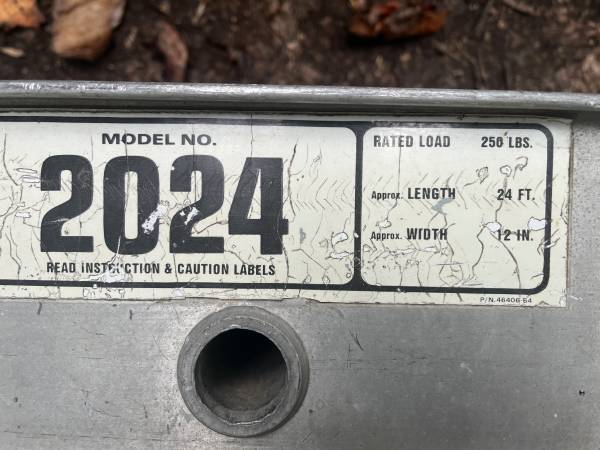 MODEL NO.
2024
READ INSTRUCTION & CAUTION LABELS
RATED LOAD 250 LBS.
Approx. LENGTH 24 FT.
Approx. WIDTH 12 IN.
P/N. 46406-54